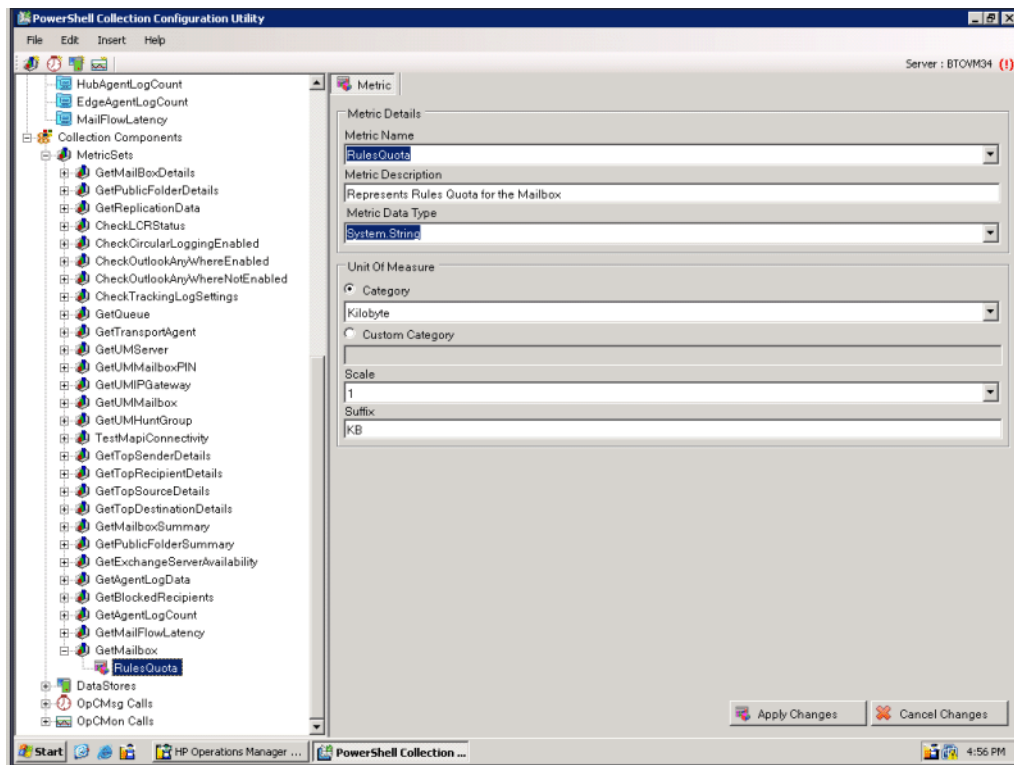 PowerShell Collection Configuration Utility
File Edit Insert Help
Server : BTOVM34 (!)
HubAgentLogCount
EdgeAgentLogCount
MailFlowLatency
Collection Components
MetricSets
GetMailBoxDetails
GetPublicFolderDetails
GetReplicationData
CheckLCRStatus
CheckCircularLoggingEnabled
CheckOutlookAnyWhereEnabled
CheckOutlookAnyWhereNotEnabled
CheckTrackingLogSettings
GetQueue
GetTransportAgent
GetUMServer
GetUMMailboxPIN
GetUMIPGateway
GetUMMailbox
GetUMHuntGroup
TestMapiConnectivity
GetTopSenderDetails
GetTopRecipientDetails
GetTopSourceDetails
GetTopDestinationDetails
GetMailboxSummary
GetPublicFolderSummary
GetExchangeServerAvailability
GetAgentLogData
GetBlockedRecipients
GetAgentLogCount
GetMailFlowLatency
GetMailbox
RulesQuota
DataStores
OpCMsg Calls
OpCMon Calls
Metric
Metric Details
Metric Name
RulesQuota
Metric Description
Represents Rules Quota for the Mailbox
Metric Data Type
System.String
Unit Of Measure
Category
Kilobyte
Custom Category
Scale
1
Suffix
KB
Apply Changes
Cancel Changes
Start
HP Operations Manager ...
PowerShell Collection ...
4:56 PM